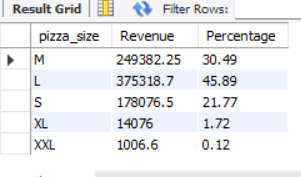 Result Grid Filter Rows:
pizza_size Revenue Percentage
M 249382.25 30.49
L 375318.7 45.89
S 178076.5 21.77
XL 14076 1.72
XXL 1006.6 0.12